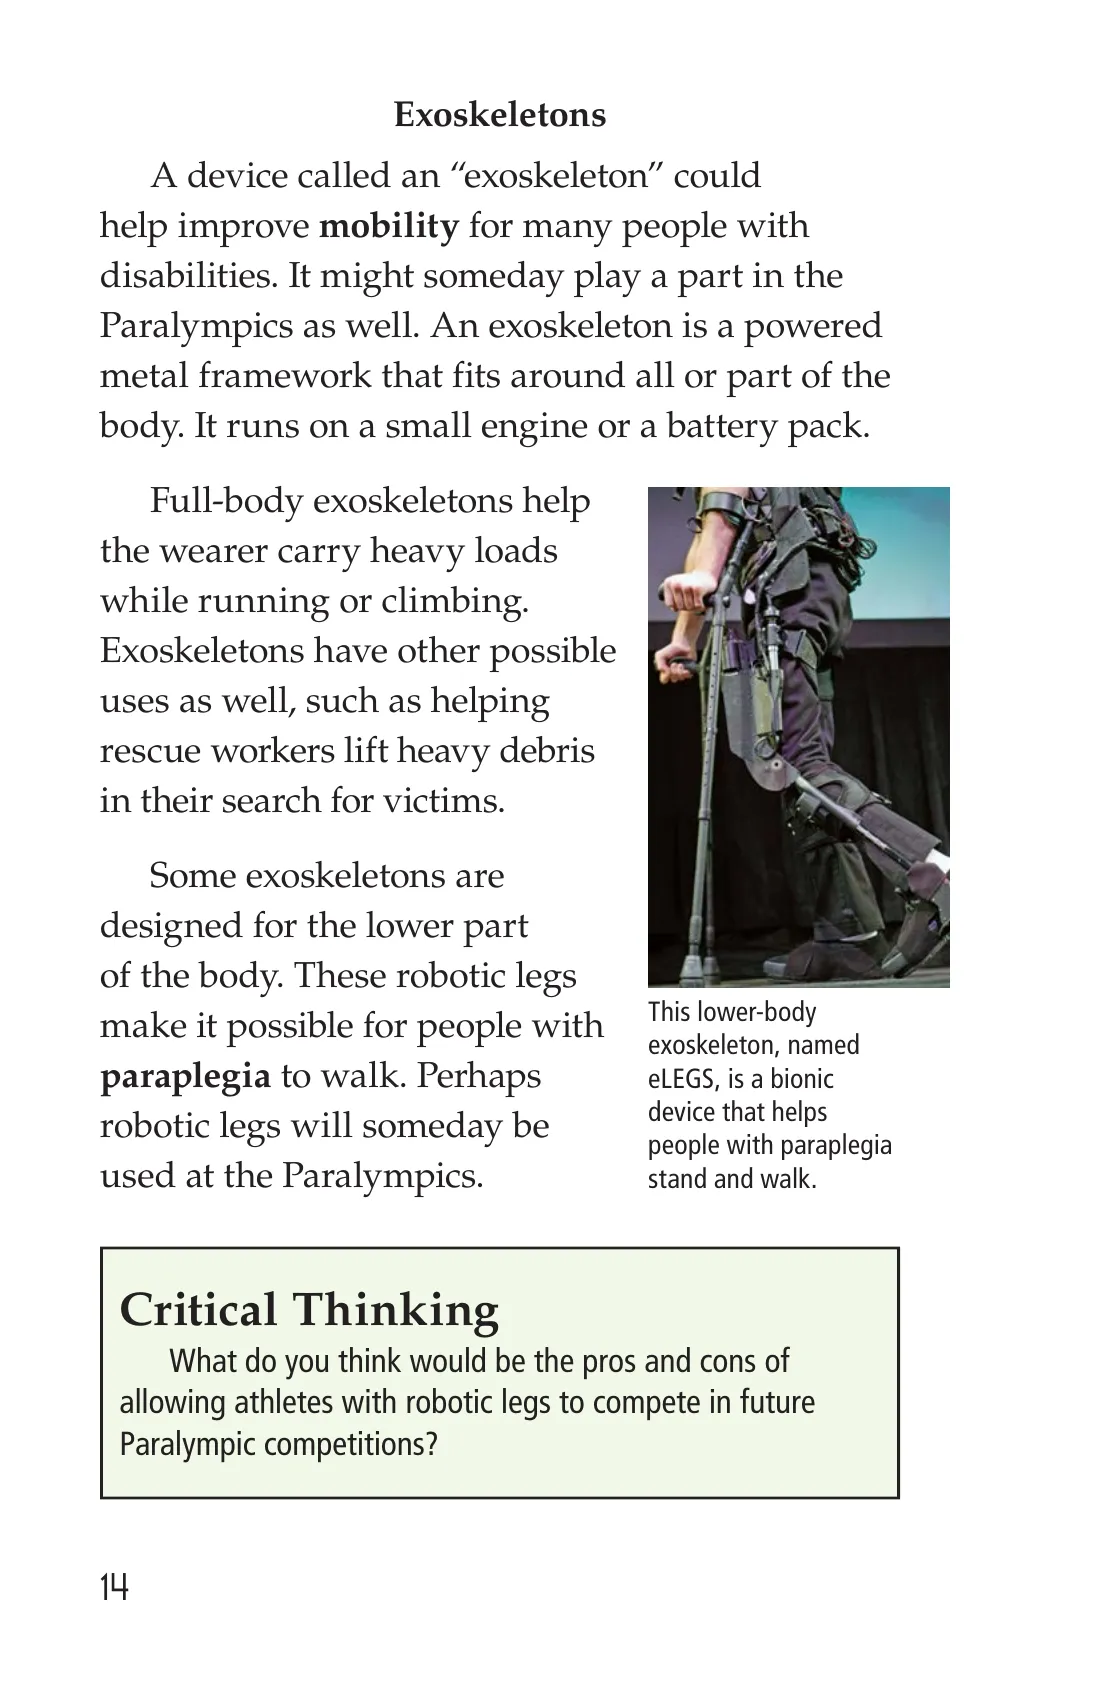 Exoskeletons
A device called an “exoskeleton” could
help improve mobility for many people with
disabilities. It might someday play a part in the
Paralympics as well. An exoskeleton is a powered
metal framework that fits around all or part of the
body. It runs on a small engine or a battery pack.
Full-body exoskeletons help
the wearer carry heavy loads
while running or climbing.
Exoskeletons have other possible
uses as well, such as helping
rescue workers lift heavy debris
in their search for victims.
Some exoskeletons are
designed for the lower part
of the body. These robotic legs
make it possible for people with
paraplegia to walk. Perhaps
robotic legs will someday be
used at the Paralympics.
This lower-body
exoskeleton, named
eLEGS, is a bionic
device that helps
people with paraplegia
stand and walk.
Critical Thinking
What do you think would be the pros and cons of
allowing athletes with robotic legs to compete in future
Paralympic competitions?
14